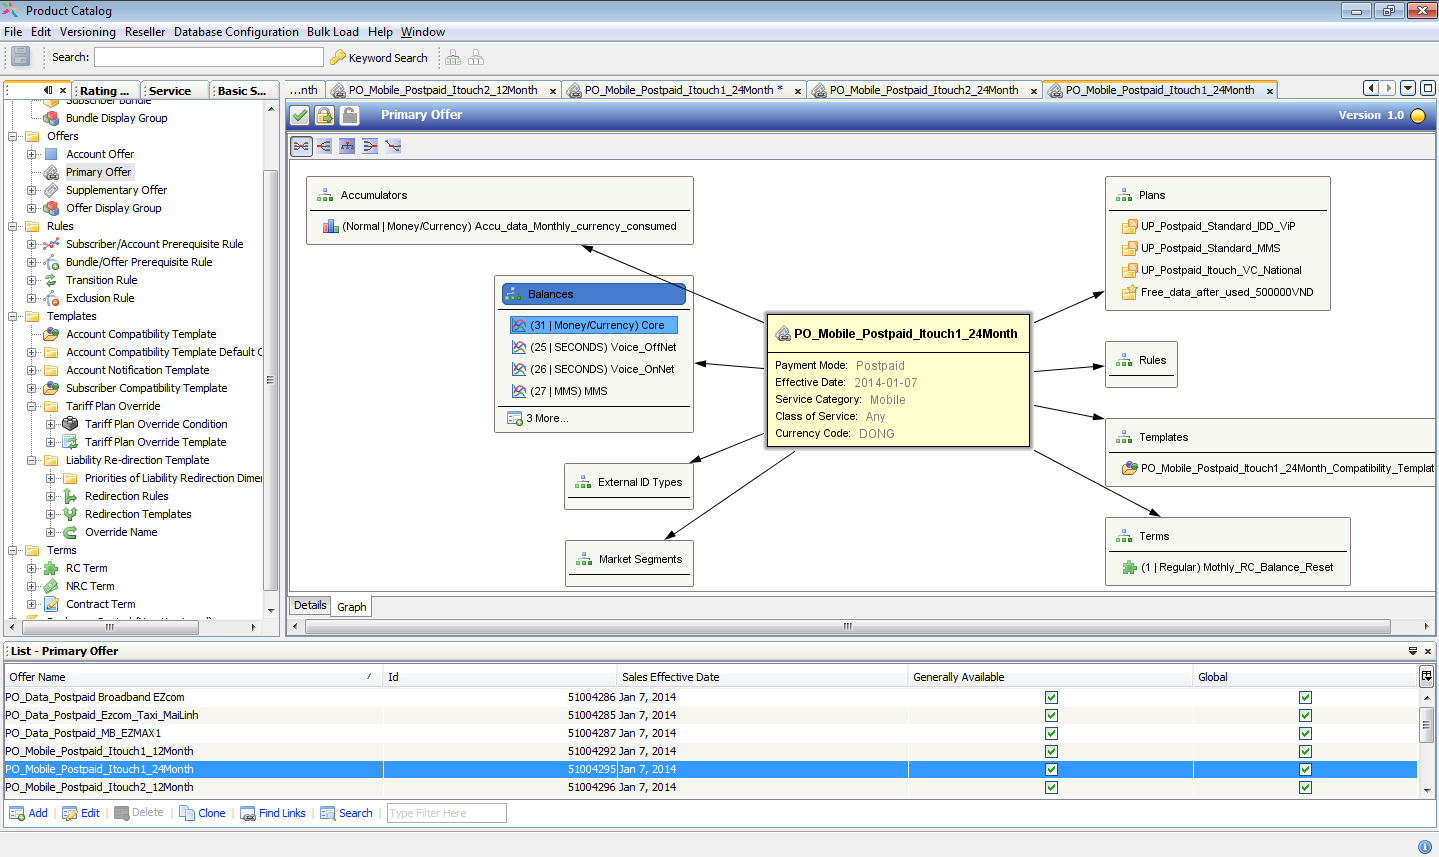 Product Catalog
File Edit Versioning Reseller Database Configuration Bulk Load Help Window
Search: Keyword Search
Rating ... Service Basic S...
...nth PO_Mobile_Postpaid_Itouch2_12Month PO_Mobile_Postpaid_Itouch1_24Month * PO_Mobile_Postpaid_Itouch2_24Month PO_Mobile_Postpaid_Itouch1_24Month
Subscriber Bundle
Bundle Display Group
Offers
Account Offer
Primary Offer
Supplementary Offer
Offer Display Group
Rules
Subscriber/Account Prerequisite Rule
Bundle/Offer Prerequisite Rule
Transition Rule
Exclusion Rule
Templates
Account Compatibility Template
Account Compatibility Template Default C
Account Notification Template
Subscriber Compatibility Template
Tariff Plan Override
Tariff Plan Override Condition
Tariff Plan Override Template
Liability Re-direction Template
Priorities of Liability Redirection Dimer
Redirection Rules
Redirection Templates
Override Name
Terms
RC Term
NRC Term
Contract Term
Primary Offer Version 1.0
Accumulators
(Normal | Money/Currency) Accu_data_Monthly_currency_consumed
Balances
(31 | Money/Currency) Core
(25 | SECONDS) Voice_OffNet
(26 | SECONDS) Voice_OnNet
(27 | MMS) MMS
3 More...
External ID Types
Market Segments
PO_Mobile_Postpaid_Itouch1_24Month
Payment Mode: Postpaid
Effective Date: 2014-01-07
Service Category: Mobile
Class of Service: Any
Currency Code: DONG
Plans
UP_Postpaid_Standard_IDD_ViP
UP_Postpaid_Standard_MMS
UP_Postpaid_Itouch_VC_National
Free_data_after_used_500000VND
Rules
Templates
PO_Mobile_Postpaid_Itouch1_24Month_Compatibility_Templat
Terms
(1 | Regular) Mothly_RC_Balance_Reset
Details Graph
List - Primary Offer
Offer Name Id Sales Effective Date Generally Available Global
PO_Data_Postpaid Broadband EZcom 51004286 Jan 7, 2014
PO_Data_Postpaid_Ezcom_Taxi_MaiLinh 51004285 Jan 7, 2014
PO_Data_Postpaid_MB_EZMAX1 51004287 Jan 7, 2014
PO_Mobile_Postpaid_Itouch1_12Month 51004292 Jan 7, 2014
PO_Mobile_Postpaid_Itouch1_24Month 51004295 Jan 7, 2014
PO_Mobile_Postpaid_Itouch2_12Month 51004296 Jan 7, 2014
Add Edit Delete Clone Find Links Search Type Filter Here